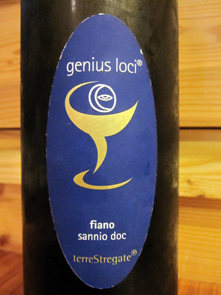 genius loci®
fiano
sannio doc
terreStregate®